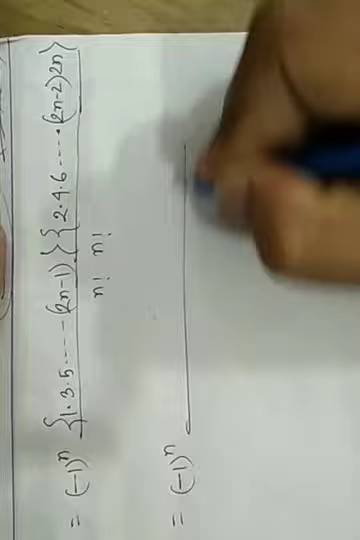 = (-1)^n {1·3·5·----(2n-1)}{2·4·6·----·(2n-2)2n}
n! n!
= (-1)^n